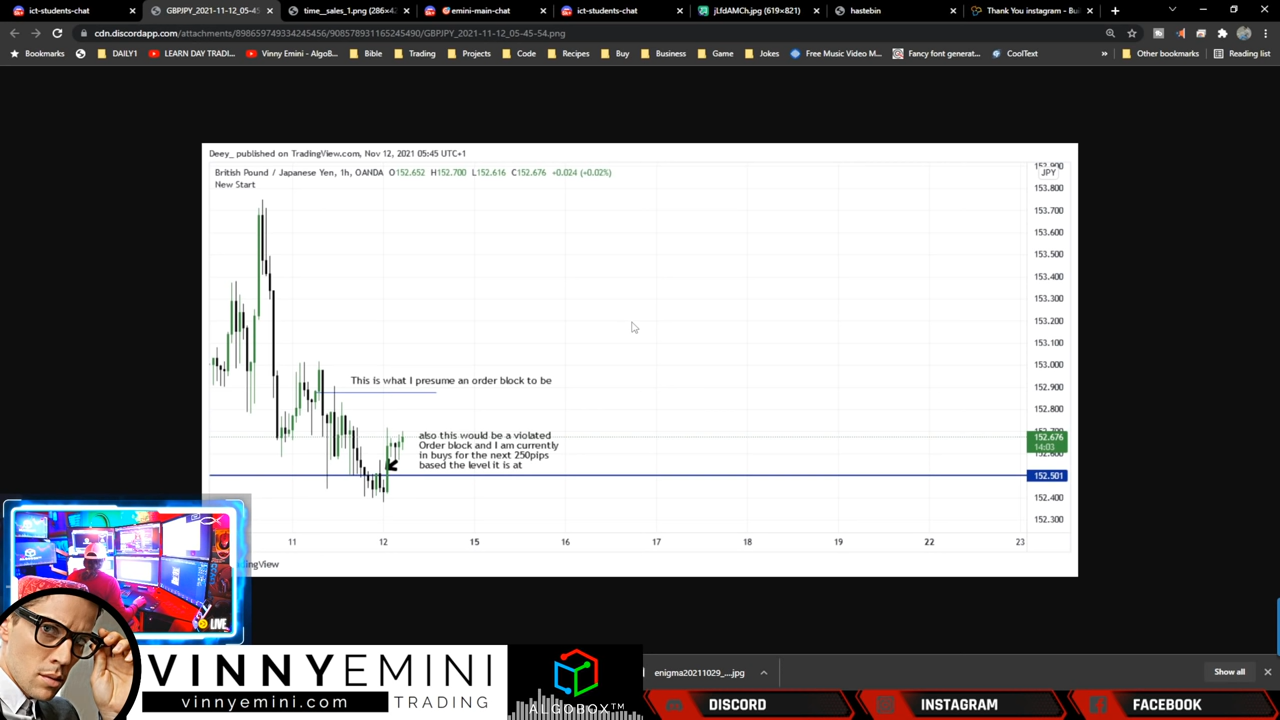 ict-students-chat
GBPJPY_2021-11-12_05-45-5
time__sales_1.png (286×4
emini-main-chat
ict-students-chat
jLfdAMCh.jpg (619×821)
hastebin
Thank You instagram - Bu
cdn.discordapp.com/attachments/898659749334245456/908578931165245490/GBPJPY_2021-11-12_05-45-54.png
Bookmarks
DAILY1
LEARN DAY TRADI...
Vinny Emini - AlgoB...
Bible
Trading
Projects
Code
Recipes
Buy
Business
Game
Jokes
Free Music Video M...
Fancy font generat...
CoolText
Other bookmarks
Reading list
Deey_ published on TradingView.com, Nov 12, 2021 05:45 UTC+1
British Pound / Japanese Yen, 1h, OANDA O152.652 H152.700 L152.616 C152.676 +0.024 (+0.02%)
New Start
JPY
153.800
153.700
153.600
153.500
153.400
153.300
153.200
153.100
153.000
152.900
152.800
152.676
14:03
152.501
152.400
152.300
This is what I presume an order block to be
also this would be a violated
Order block and I am currently
in buys for the next 250pips
based the level it is at
11 12 15 16 17 18 19 22 23
ingView
LIVE
VINNYEMINI
vinnyemini.com
TRADING
ALGOBOX™
enigma20211029_...jpg
Show all
DISCORD
INSTAGRAM
FACEBOOK